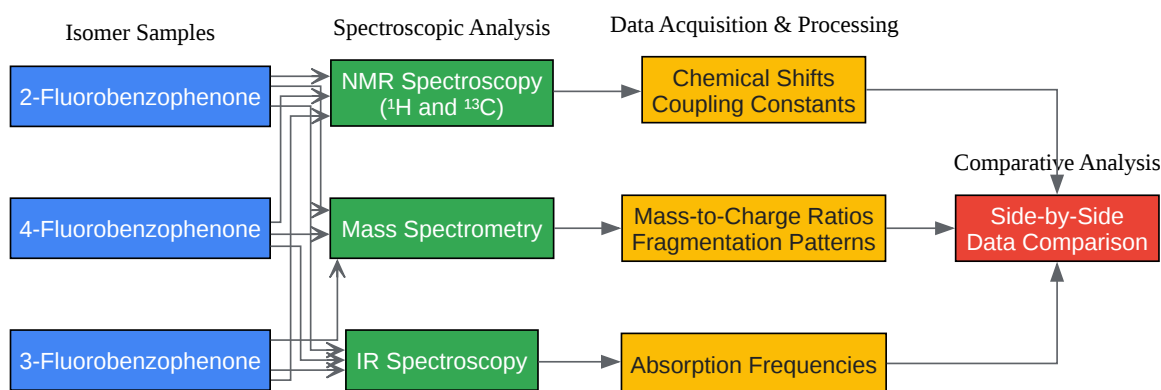 Isomer Samples
Spectroscopic Analysis
Data Acquisition & Processing
2-Fluorobenzophenone
NMR Spectroscopy
(¹H and ¹³C)
Chemical Shifts
Coupling Constants
Comparative Analysis
4-Fluorobenzophenone
Mass Spectrometry
Mass-to-Charge Ratios
Fragmentation Patterns
Side-by-Side
Data Comparison
3-Fluorobenzophenone
IR Spectroscopy
Absorption Frequencies